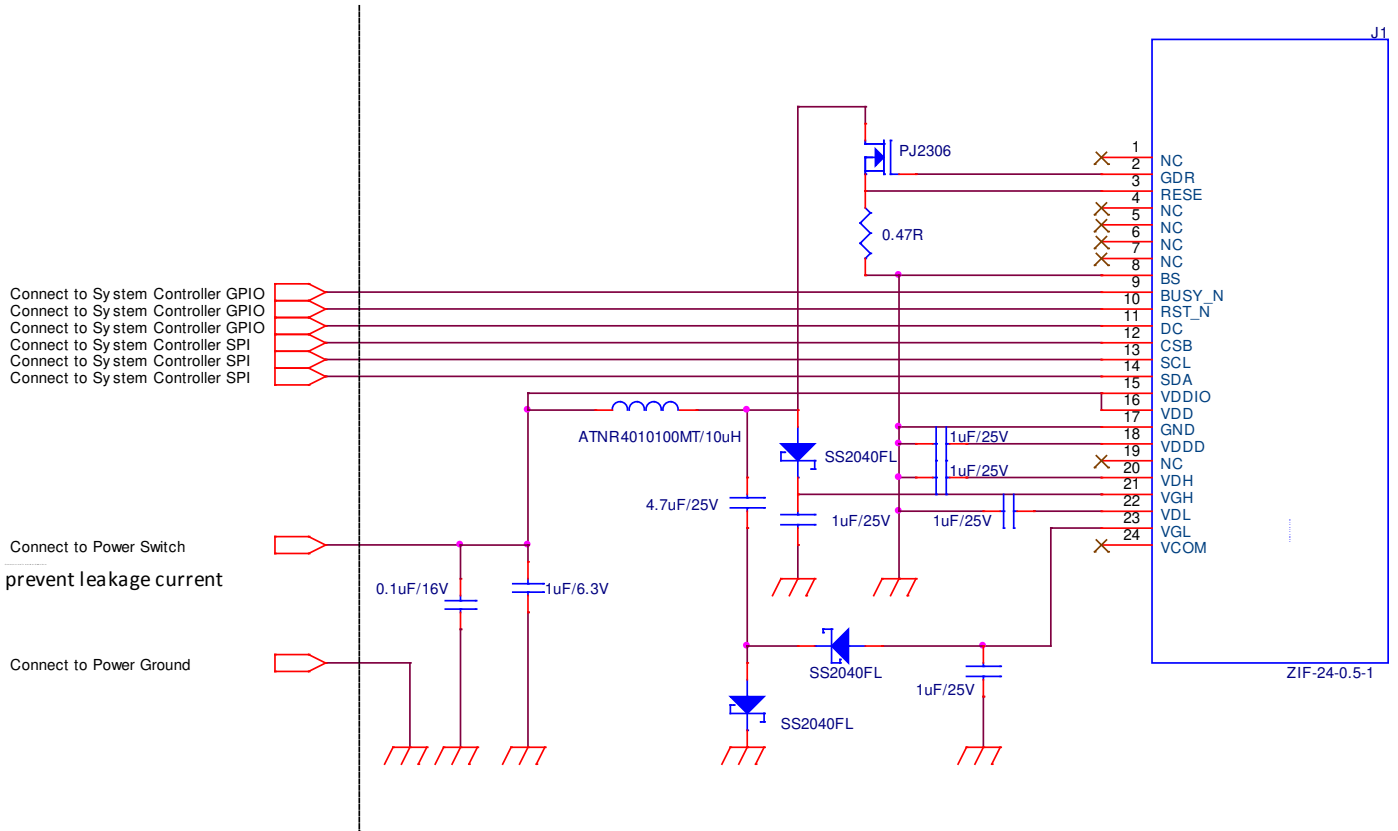 J1
PJ2306
0.47R
1
NC
2
GDR
3
RESE
4
NC
5
NC
6
NC
7
NC
8
BS
9
BUSY_N
10
RST_N
11
DC
12
CSB
13
SCL
14
SDA
15
VDDIO
16
VDD
17
GND
18
VDDD
19
NC
20
VDH
21
VGH
22
VDL
23
VGL
24
VCOM
ZIF-24-0.5-1
Connect to System Controller GPIO
Connect to System Controller GPIO
Connect to System Controller GPIO
Connect to System Controller SPI
Connect to System Controller SPI
Connect to System Controller SPI
ATNR4010100MT/10uH
1uF/25V
SS2040FL
1uF/25V
4.7uF/25V
1uF/25V
1uF/25V
Connect to Power Switch
prevent leakage current
0.1uF/16V
1uF/6.3V
Connect to Power Ground
SS2040FL
1uF/25V
SS2040FL